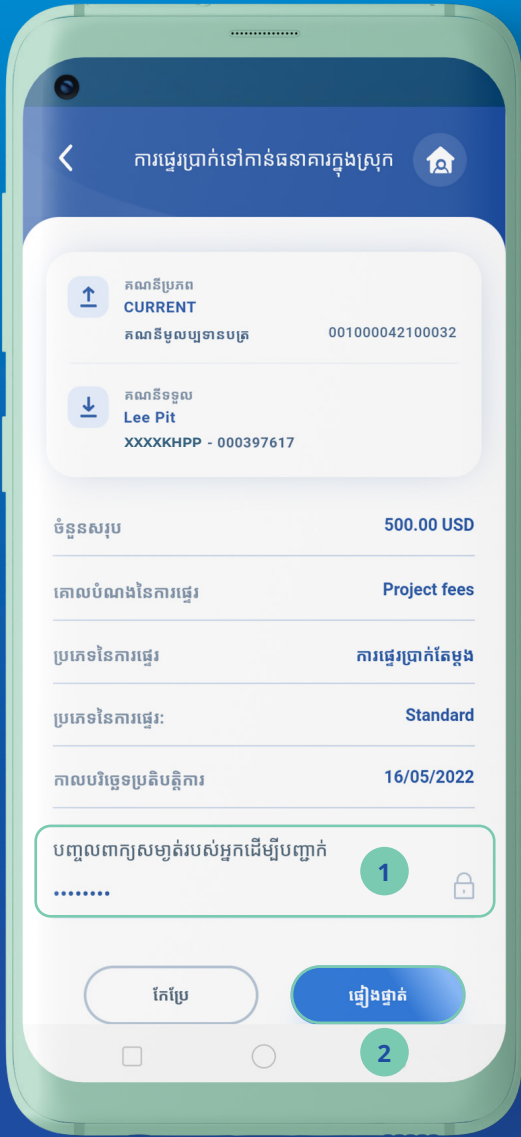 ការផ្ទេរប្រាក់ទៅកាន់ធនាគារក្នុងស្រុក
គណនីប្រភព
CURRENT
គណនីមូលប្បទានបត្រ 001000042100032
គណនីទទួល
Lee Pit
XXXXKHPP - 000397617
ចំនួនសរុប 500.00 USD
គោលបំណងនៃការផ្ទេរ Project fees
ប្រភេទនៃការផ្ទេរ ការផ្ទេរប្រាក់តែម្តង
ប្រភេទនៃការផ្ទេរ: Standard
កាលបរិច្ឆេទប្រតិបត្តិការ 16/05/2022
បញ្ចូលពាក្យសម្ងាត់របស់អ្នកដើម្បីបញ្ជាក់ 1
••••••••
កែប្រែ ផ្ទៀងផ្ទាត់
2